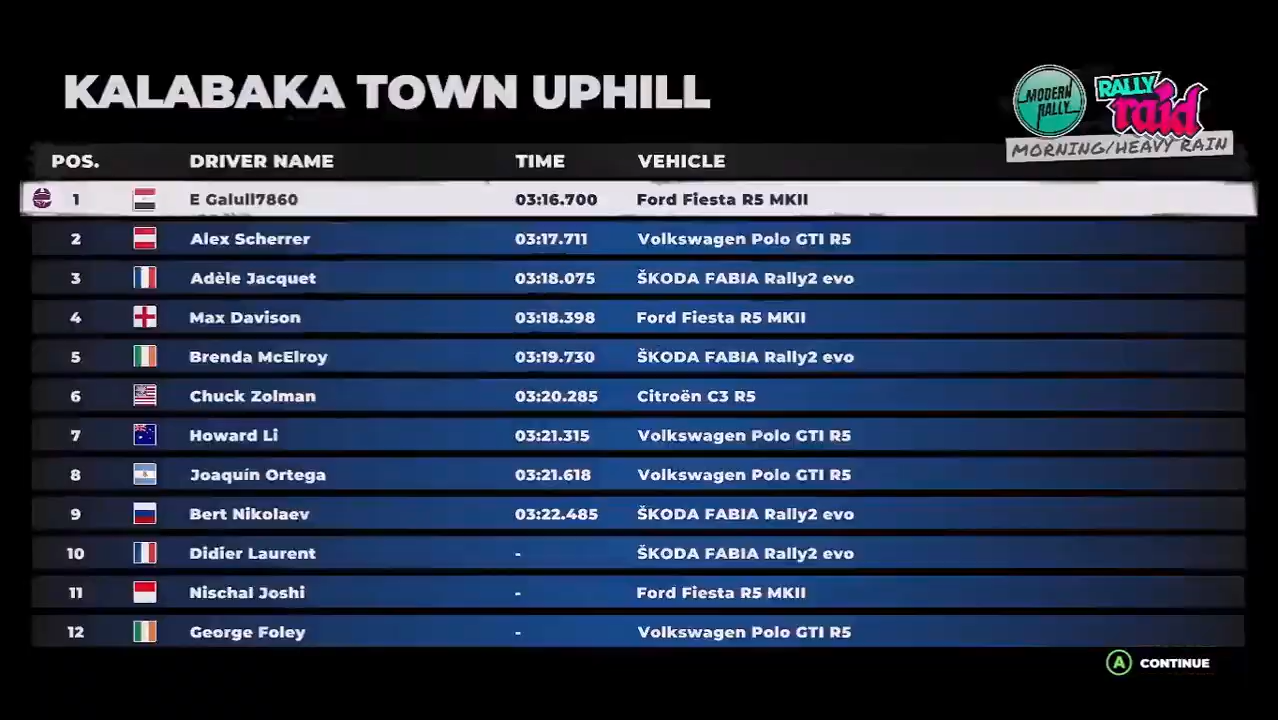 KALABAKA TOWN UPHILL
MODERN RALLY
RALLY raid
MORNING/HEAVY RAIN
POS. DRIVER NAME TIME VEHICLE
1 E Galull7860 03:16.700 Ford Fiesta R5 MKII
2 Alex Scherrer 03:17.711 Volkswagen Polo GTI R5
3 Adèle Jacquet 03:18.075 ŠKODA FABIA Rally2 evo
4 Max Davison 03:18.398 Ford Fiesta R5 MKII
5 Brenda McElroy 03:19.730 ŠKODA FABIA Rally2 evo
6 Chuck Zolman 03:20.285 Citroën C3 R5
7 Howard Li 03:21.315 Volkswagen Polo GTI R5
8 Joaquín Ortega 03:21.618 Volkswagen Polo GTI R5
9 Bert Nikolaev 03:22.485 ŠKODA FABIA Rally2 evo
10 Didier Laurent - ŠKODA FABIA Rally2 evo
11 Nischal Joshi - Ford Fiesta R5 MKII
12 George Foley - Volkswagen Polo GTI R5
A CONTINUE